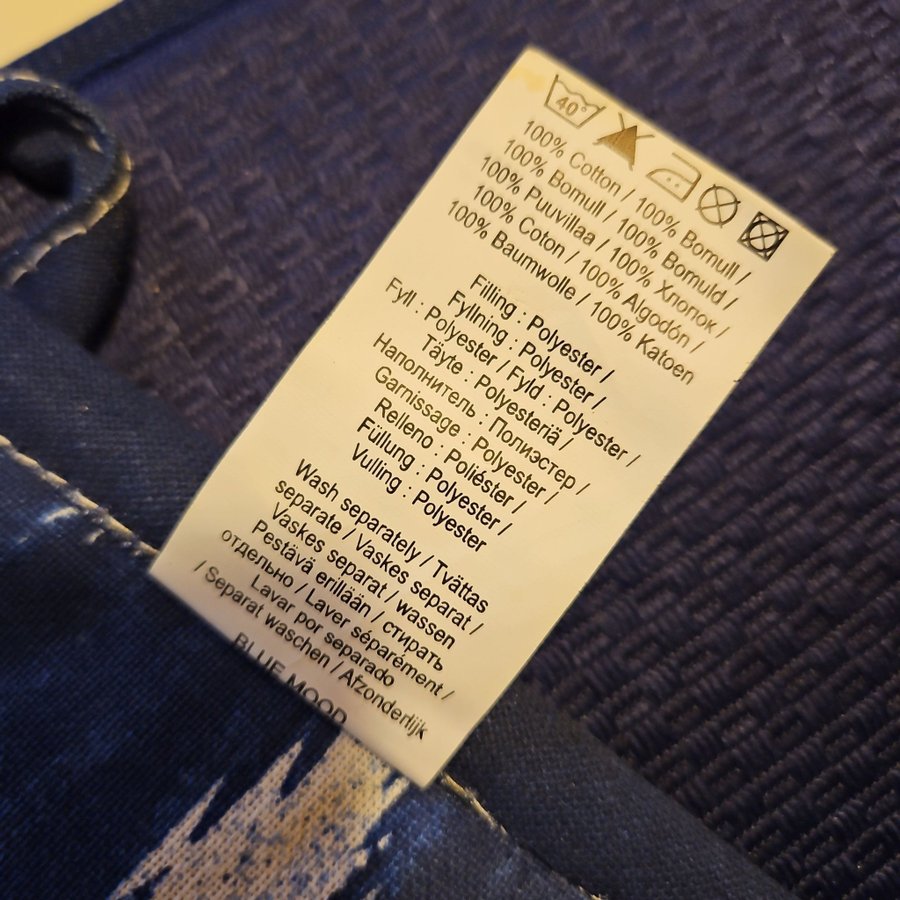 40°
100% Cotton / 100% Bomull /
100% Bomull / 100% Bomuld /
100% Puuvillaa / 100% Хлопок /
100% Coton / 100% Algodón /
100% Baumwolle / 100% Katoen
Filling : Polyester /
Fyllning : Polyester /
Fyll : Polyester / Fyld : Polyester /
Täyte : Polyesteriä /
Наполнитель : Полиэстер /
Garnissage : Polyester /
Relleno : Poliéster /
Füllung : Polyester /
Vulling : Polyester
Wash separately / Tvättas
separate / Vaskes separat /
Vaskes separat / wassen
Pestävä erillään / стирать
отдельно / Laver séparément /
Lavar por separado
/ Separat waschen / Afzonderlijk
BLUE MOOD